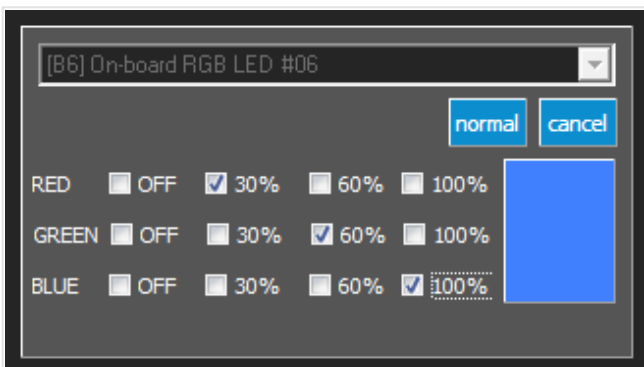 [B6] On-board RGB LED #06
normal cancel
RED OFF 30% 60% 100%
GREEN OFF 30% 60% 100%
BLUE OFF 30% 60% 100%